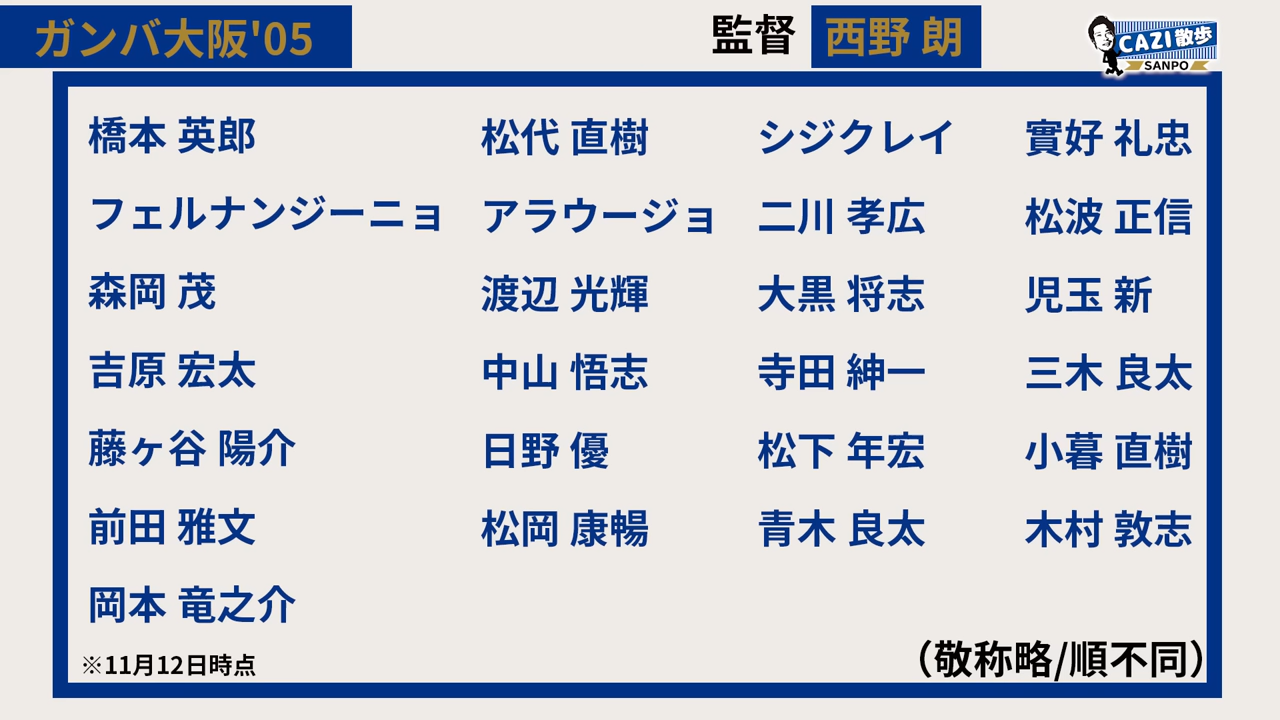 ガンバ大阪'05 監督 西野 朗
CAZI 散歩
SANPO
橋本 英郎 松代 直樹 シジクレイ 實好 礼忠
フェルナンジーニョ アラウージョ 二川 孝広 松波 正信
森岡 茂 渡辺 光輝 大黒 将志 児玉 新
吉原 宏太 中山 悟志 寺田 紳一 三木 良太
藤ヶ谷 陽介 日野 優 松下 年宏 小暮 直樹
前田 雅文 松岡 康暢 青木 良太 木村 敦志
岡本 竜之介
※11月12日時点 (敬称略/順不同)